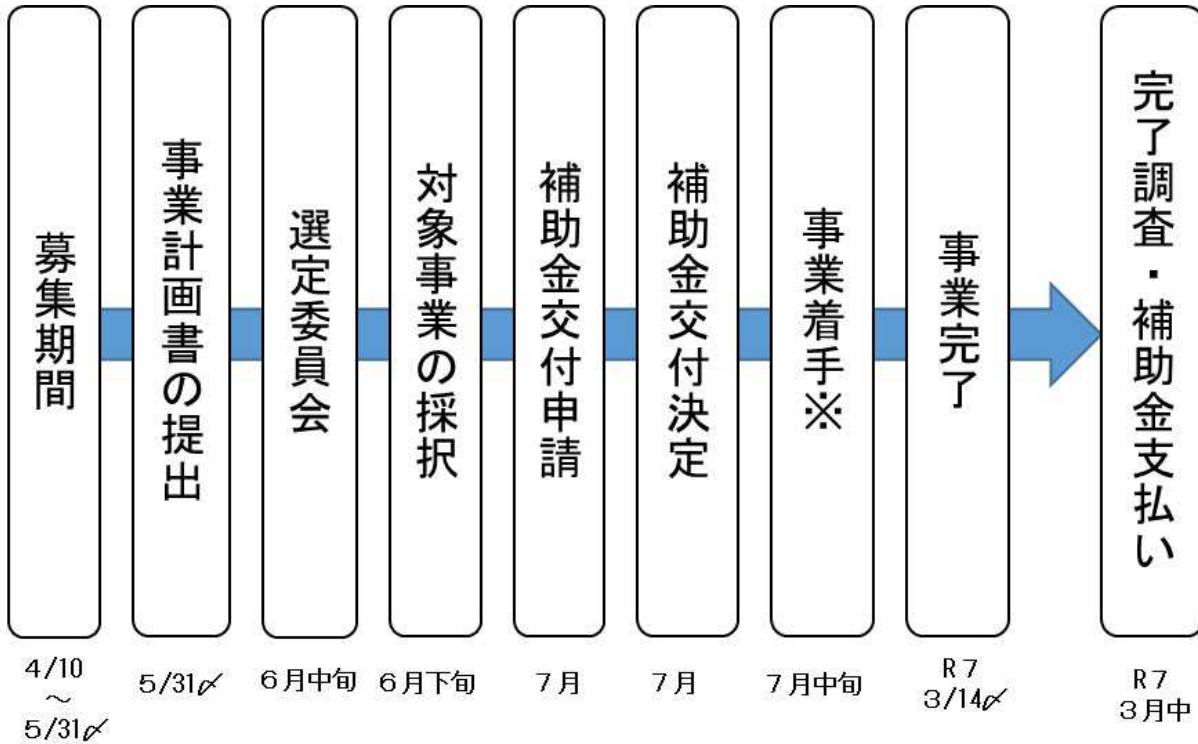 募集期間
事業計画書の提出
選定委員会
対象事業の採択
補助金交付申請
補助金交付決定
事業着手※
事業完了
完了調査・補助金支払い
4/10
～
5/31〆
5/31〆
６月中旬
６月下旬
７月
７月
７月中旬
R７
3/14〆
R７
３月中